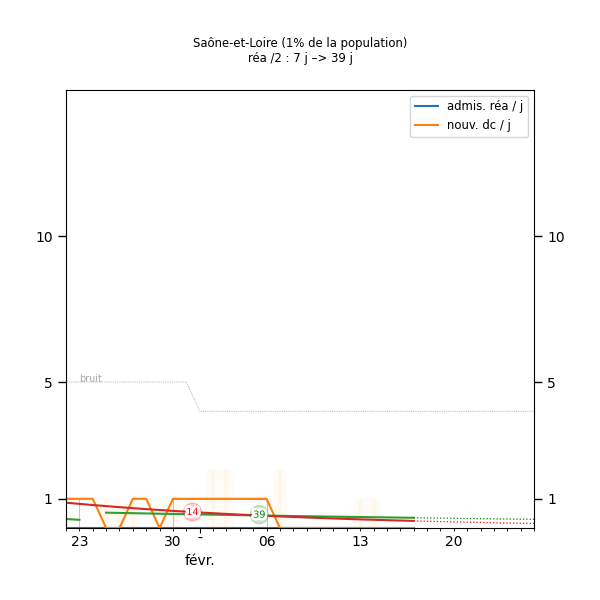 Saône-et-Loire (1% de la population)
réa /2 : 7 j –> 39 j
admis. réa / j
nouv. dc / j
10
10
bruit
5
5
1
1
14
39
23
30
-
06
13
20
févr.